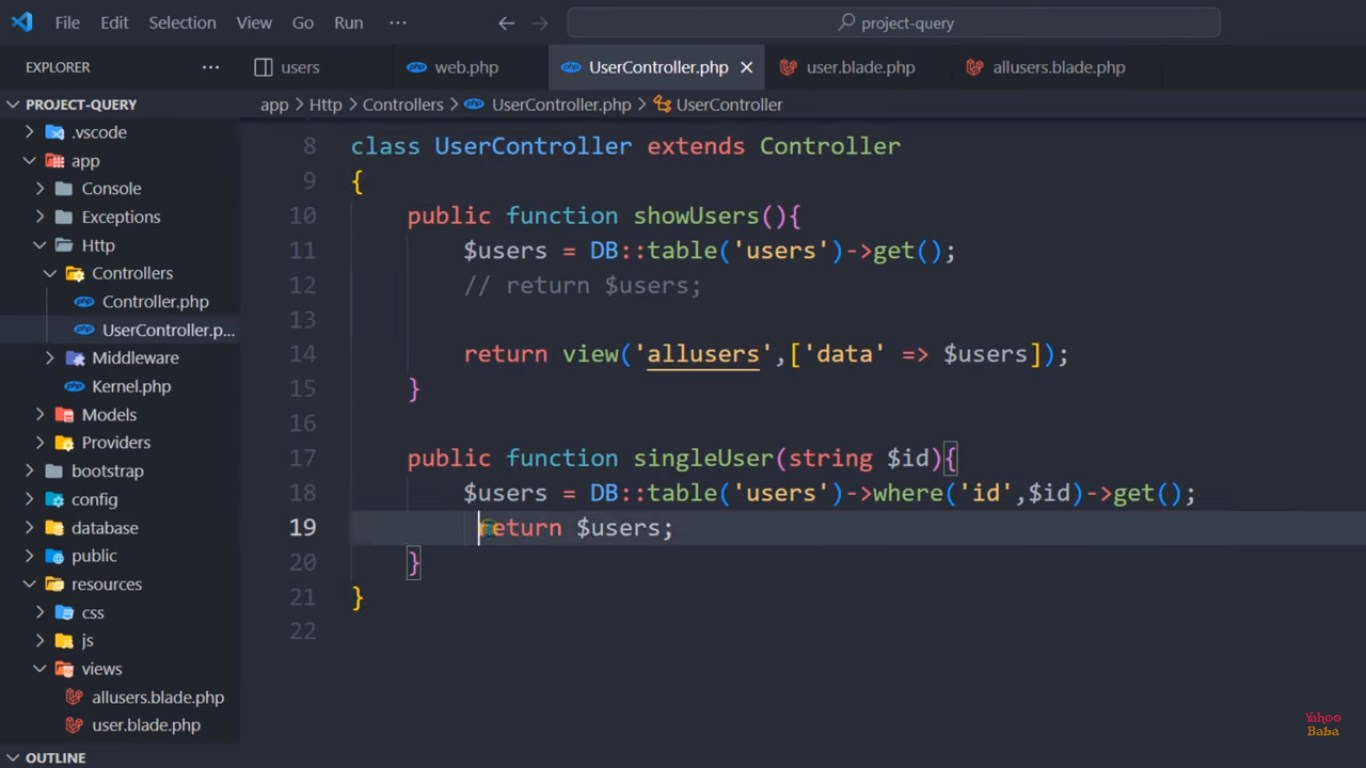 File Edit Selection View Go Run ··· ← → project-query
EXPLORER ···
users web.php UserController.php × user.blade.php allusers.blade.php
PROJECT-QUERY
app > Http > Controllers > UserController.php > UserController
.vscode
app
Console
Exceptions
Http
Controllers
Controller.php
UserController.p...
Middleware
Kernel.php
Models
Providers
bootstrap
config
database
public
resources
css
js
views
allusers.blade.php
user.blade.php
OUTLINE
8 class UserController extends Controller
9 {
10 public function showUsers(){
11 $users = DB::table('users')->get();
12 // return $users;
13
14 return view('allusers',['data' => $users]);
15 }
16
17 public function singleUser(string $id){
18 $users = DB::table('users')->where('id',$id)->get();
19 return $users;
20 }
21 }
22
Yahoo
Baba